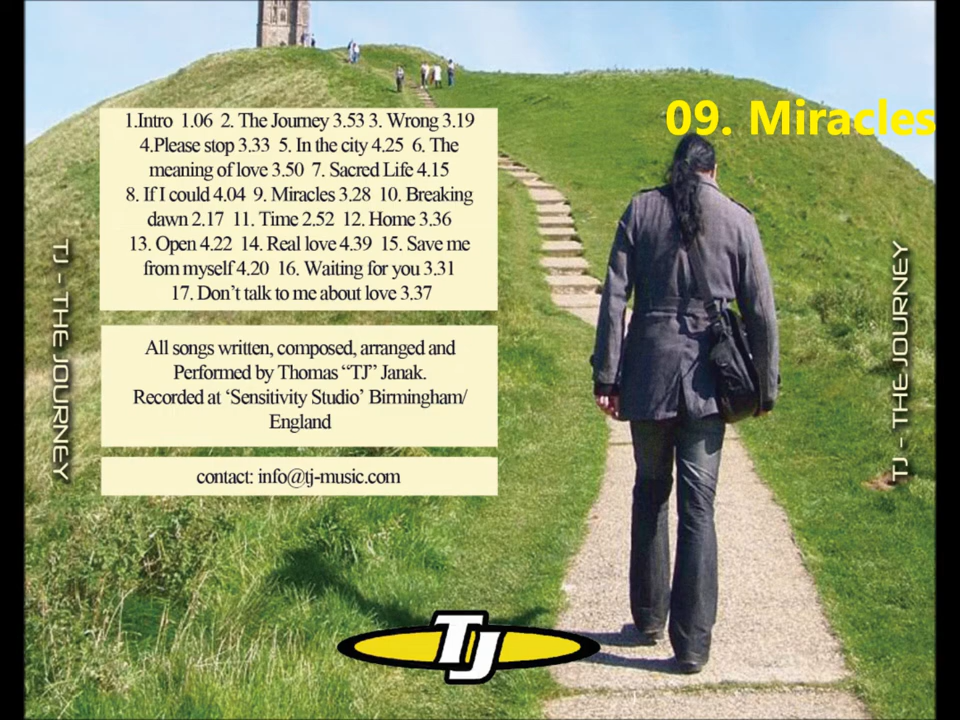 09. Miracles
1.Intro 1.06 2. The Journey 3.53 3. Wrong 3.19
4.Please stop 3.33 5. In the city 4.25 6. The
meaning of love 3.50 7. Sacred Life 4.15
8. If I could 4.04 9. Miracles 3.28 10. Breaking
dawn 2.17 11. Time 2.52 12. Home 3.36
13. Open 4.22 14. Real love 4.39 15. Save me
from myself 4.20 16. Waiting for you 3.31
17. Don’t talk to me about love 3.37
All songs written, composed, arranged and
Performed by Thomas “TJ” Janak.
Recorded at ‘Sensitivity Studio’ Birmingham/
England
contact: info@tj-music.com
TJ - THE JOURNEY
TJ - THE JOURNEY
TJ